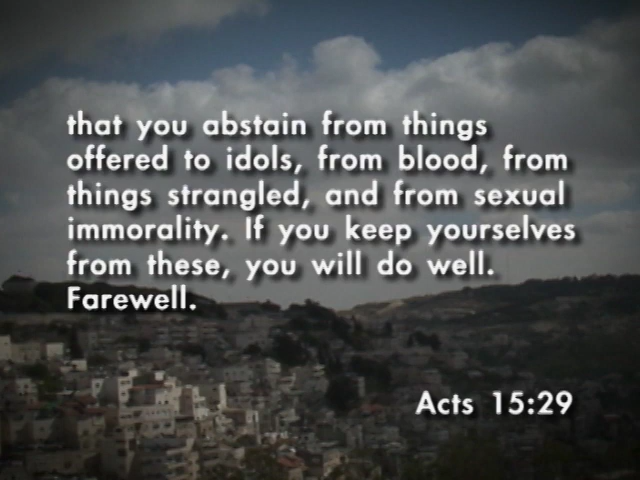 that you abstain from things
offered to idols, from blood, from
things strangled, and from sexual
immorality. If you keep yourselves
from these, you will do well.
Farewell.
Acts 15:29